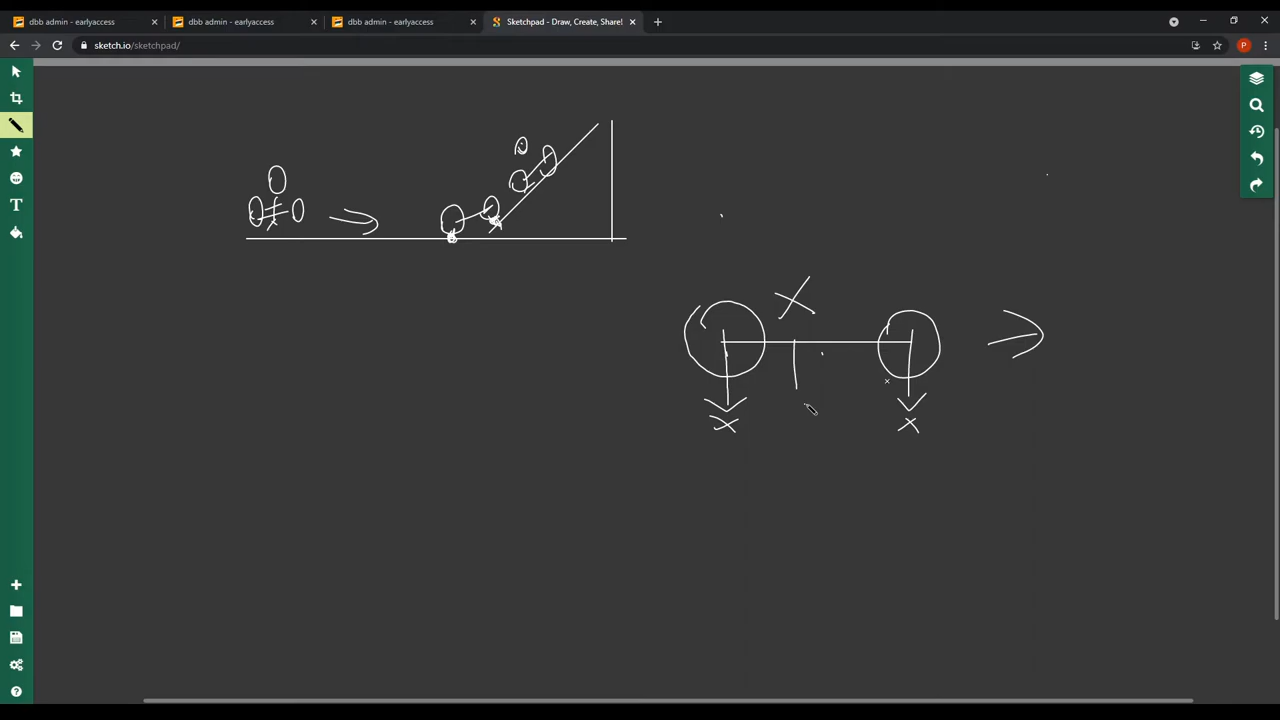 dbb admin - earlyaccess
dbb admin - earlyaccess
dbb admin - earlyaccess
Sketchpad - Draw, Create, Share!
sketch.io/sketchpad/
P
T
X
x
x
x